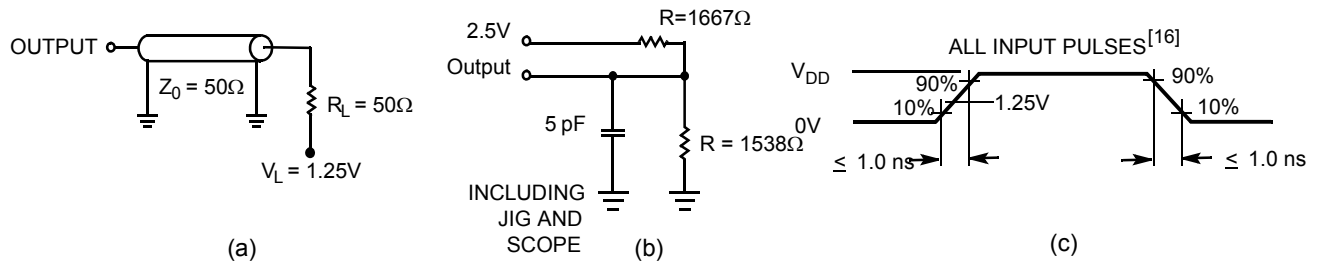 OUTPUT
Z0 = 50Ω
RL = 50Ω
VL = 1.25V
(a)
R=1667Ω
2.5V
Output
5 pF
R = 1538Ω
INCLUDING
JIG AND
SCOPE
(b)
ALL INPUT PULSES[16]
VDD
90%
90%
1.25V
10%
10%
0V
≤ 1.0 ns
≤ 1.0 ns
(c)